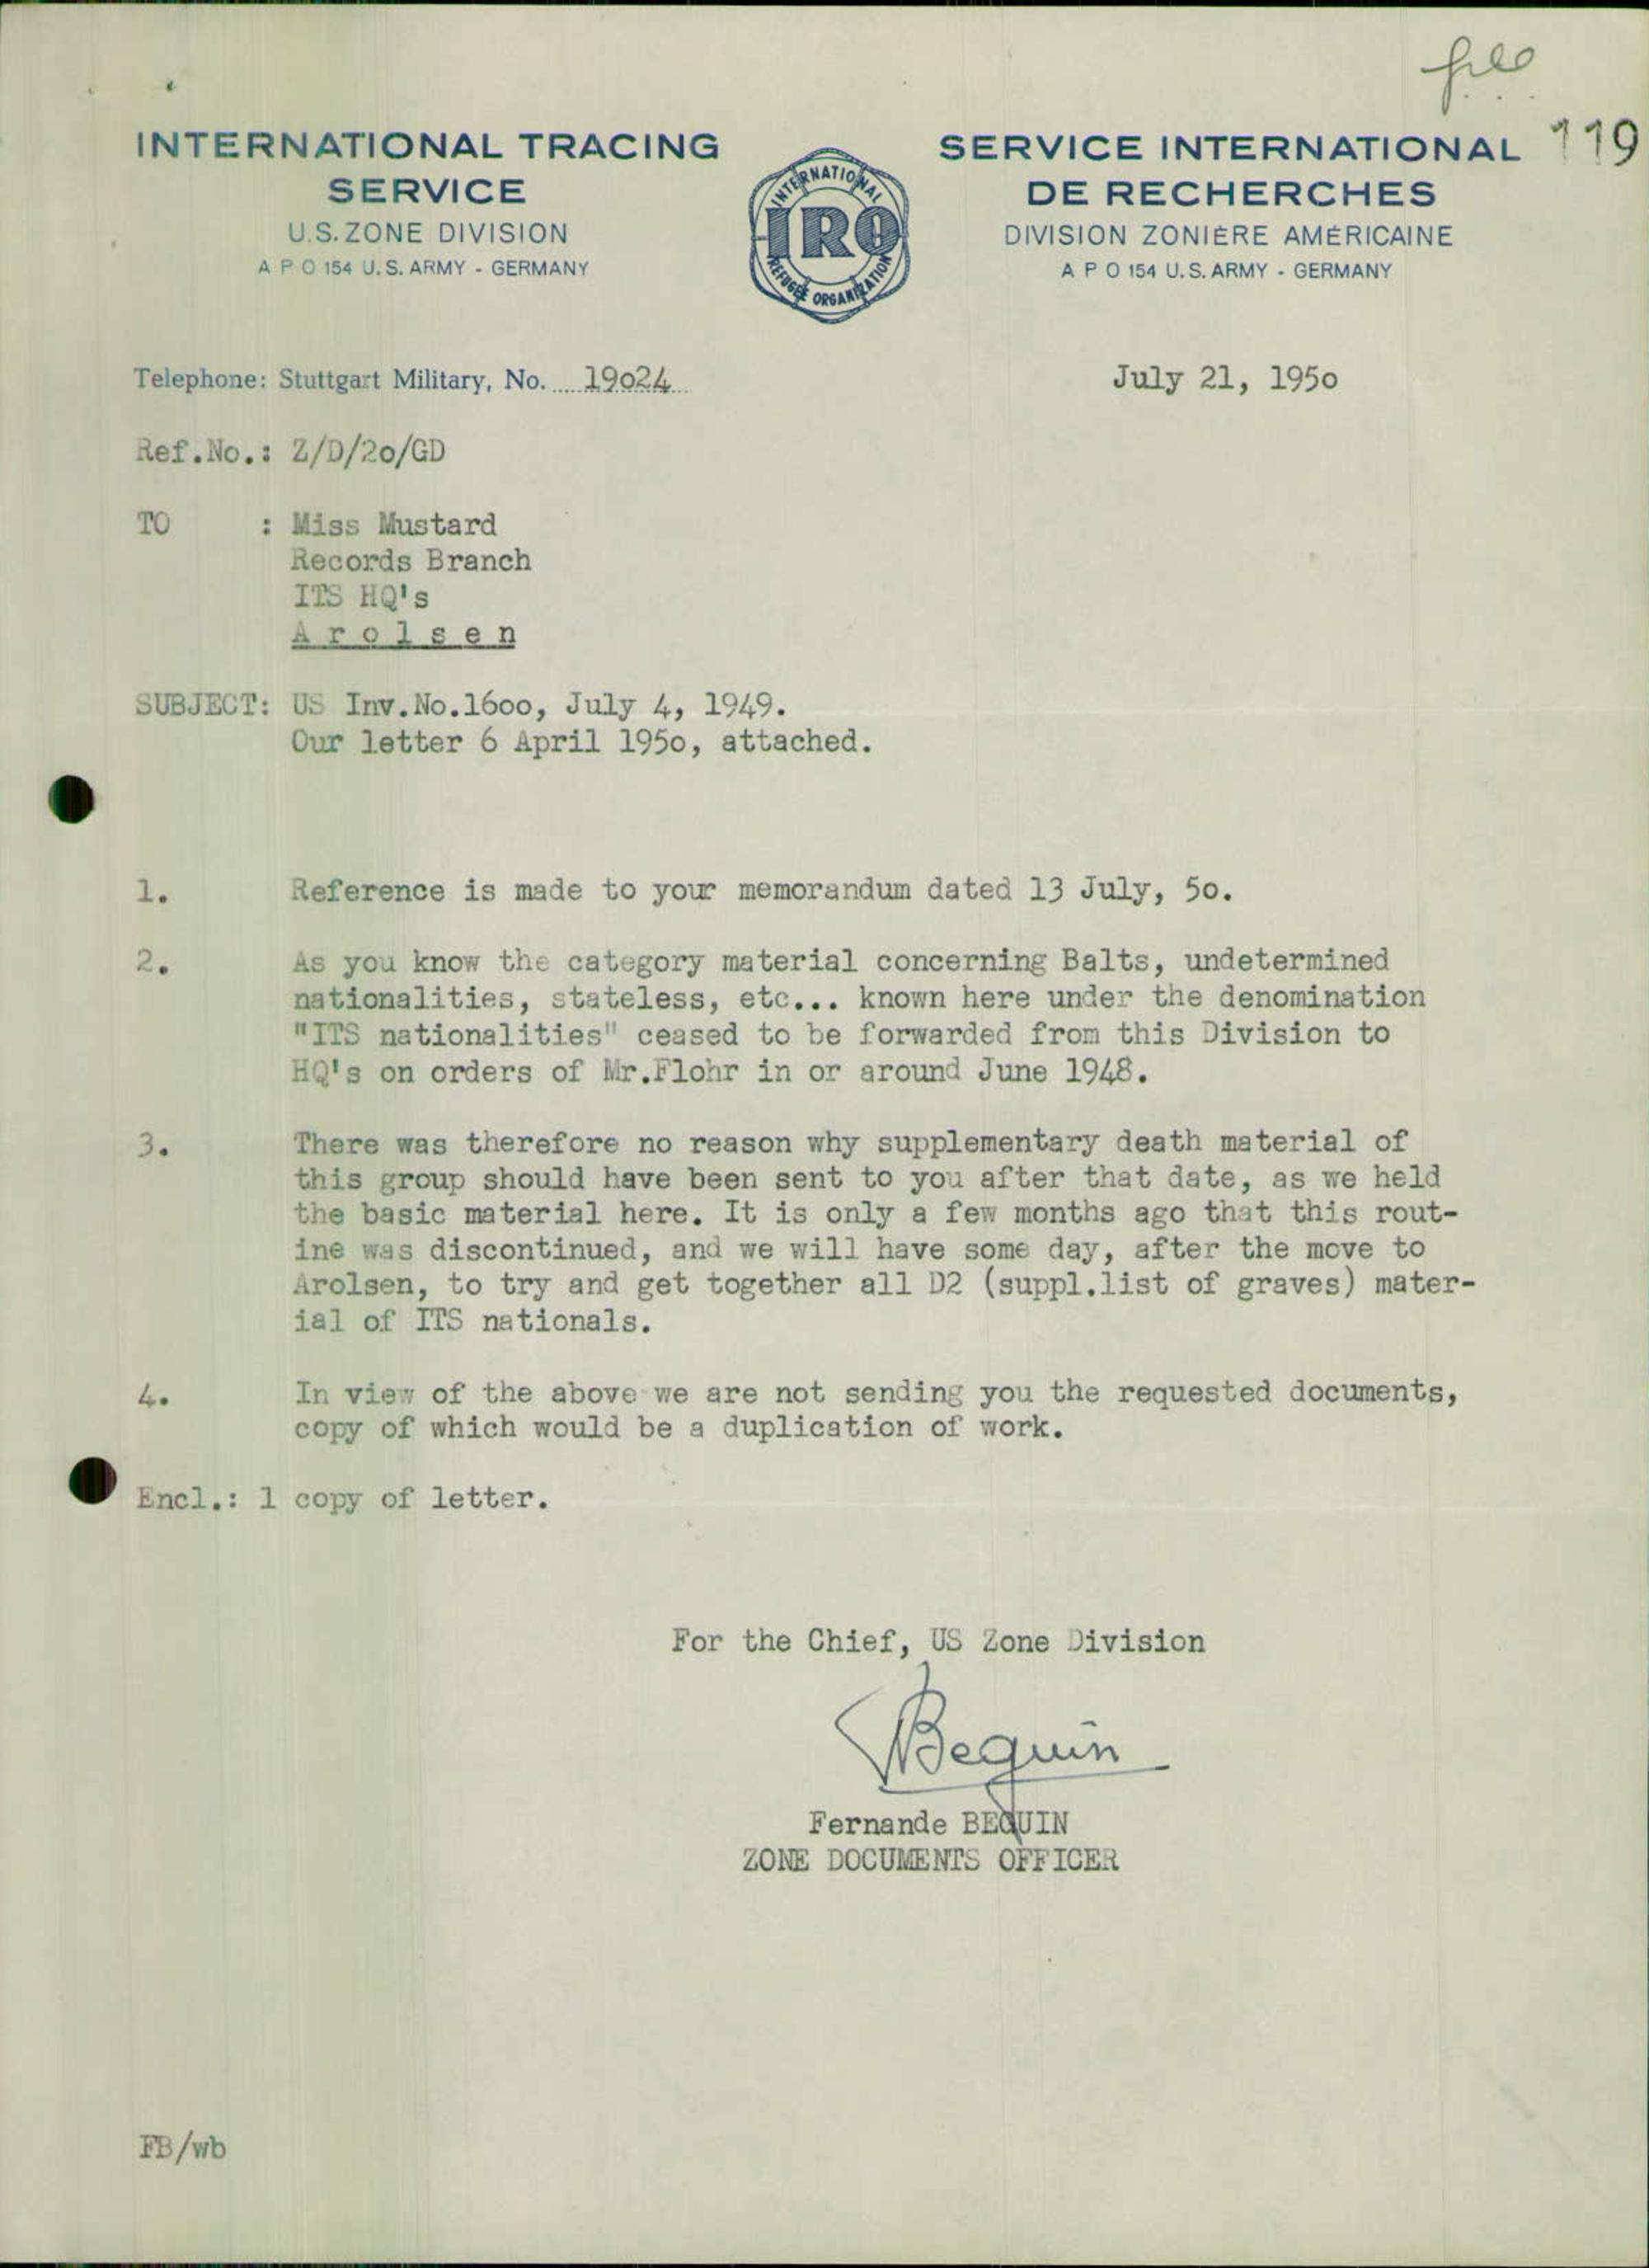 file
119
INTERNATIONAL TRACING
SERVICE
U.S. ZONE DIVISION
A P O 154 U.S. ARMY - GERMANY
INTERNATIONAL
IRO
REFUGEE ORGANIZATION
SERVICE INTERNATIONAL
DE RECHERCHES
DIVISION ZONIÈRE AMÉRICAINE
A P O 154 U.S. ARMY - GERMANY
Telephone: Stuttgart Military, No. 19o24
July 21, 195o
Ref.No.: Z/D/2o/GD
TO : Miss Mustard
Records Branch
ITS HQ's
Arolsen
SUBJECT: US Inv.No.16oo, July 4, 1949.
Our letter 6 April 195o, attached.
1. Reference is made to your memorandum dated 13 July, 5o.
2. As you know the category material concerning Balts, undetermined
nationalities, stateless, etc... known here under the denomination
"ITS nationalities" ceased to be forwarded from this Division to
HQ's on orders of Mr.Flohr in or around June 1948.
3. There was therefore no reason why supplementary death material of
this group should have been sent to you after that date, as we held
the basic material here. It is only a few months ago that this rout-
ine was discontinued, and we will have some day, after the move to
Arolsen, to try and get together all D2 (suppl.list of graves) mater-
ial of ITS nationals.
4. In view of the above we are not sending you the requested documents,
copy of which would be a duplication of work.
Encl.: 1 copy of letter.
For the Chief, US Zone Division
Bequin
Fernande BEQUIN
ZONE DOCUMENTS OFFICER
FB/wb